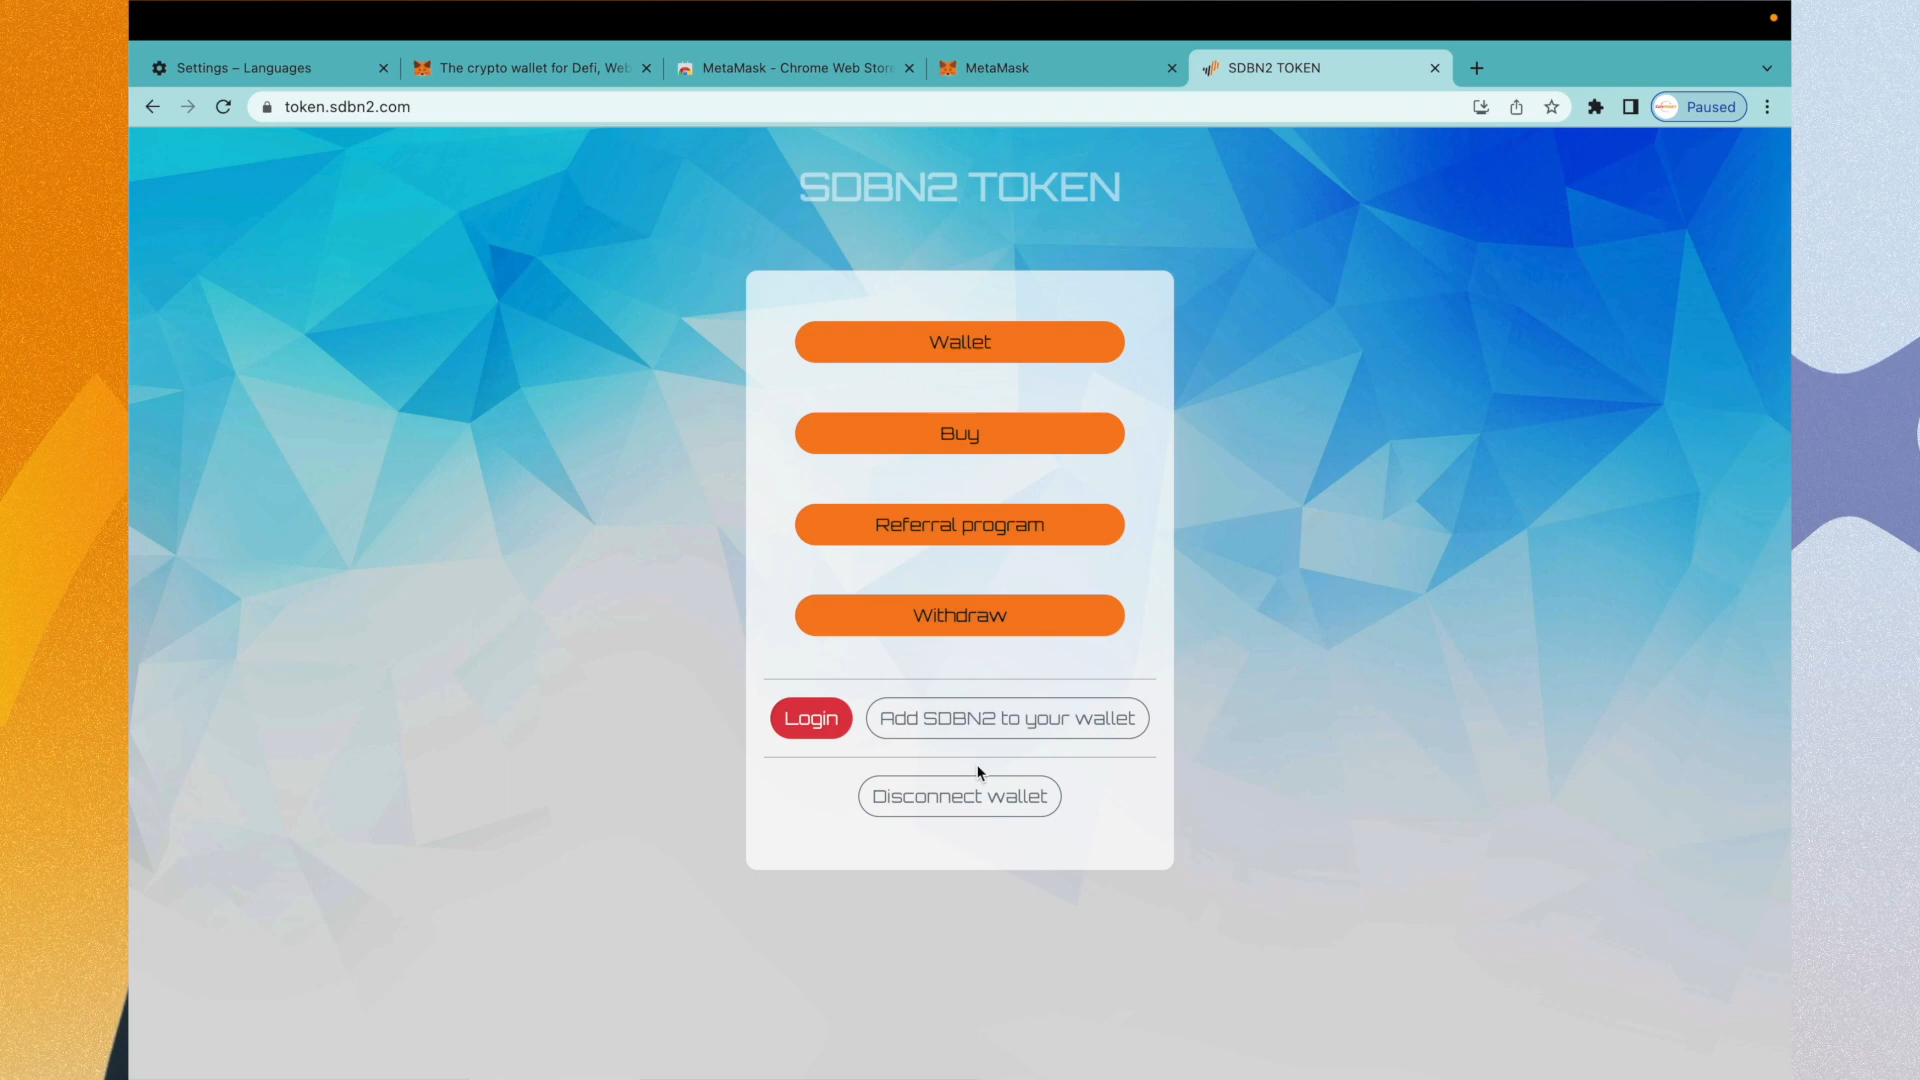 Settings – Languages
The crypto wallet for Defi, Web
MetaMask - Chrome Web Store
MetaMask
SDBN2 TOKEN
token.sdbn2.com
Paused
SDBN2 TOKEN
Wallet
Buy
Referral program
Withdraw
Login
Add SDBN2 to your wallet
Disconnect wallet